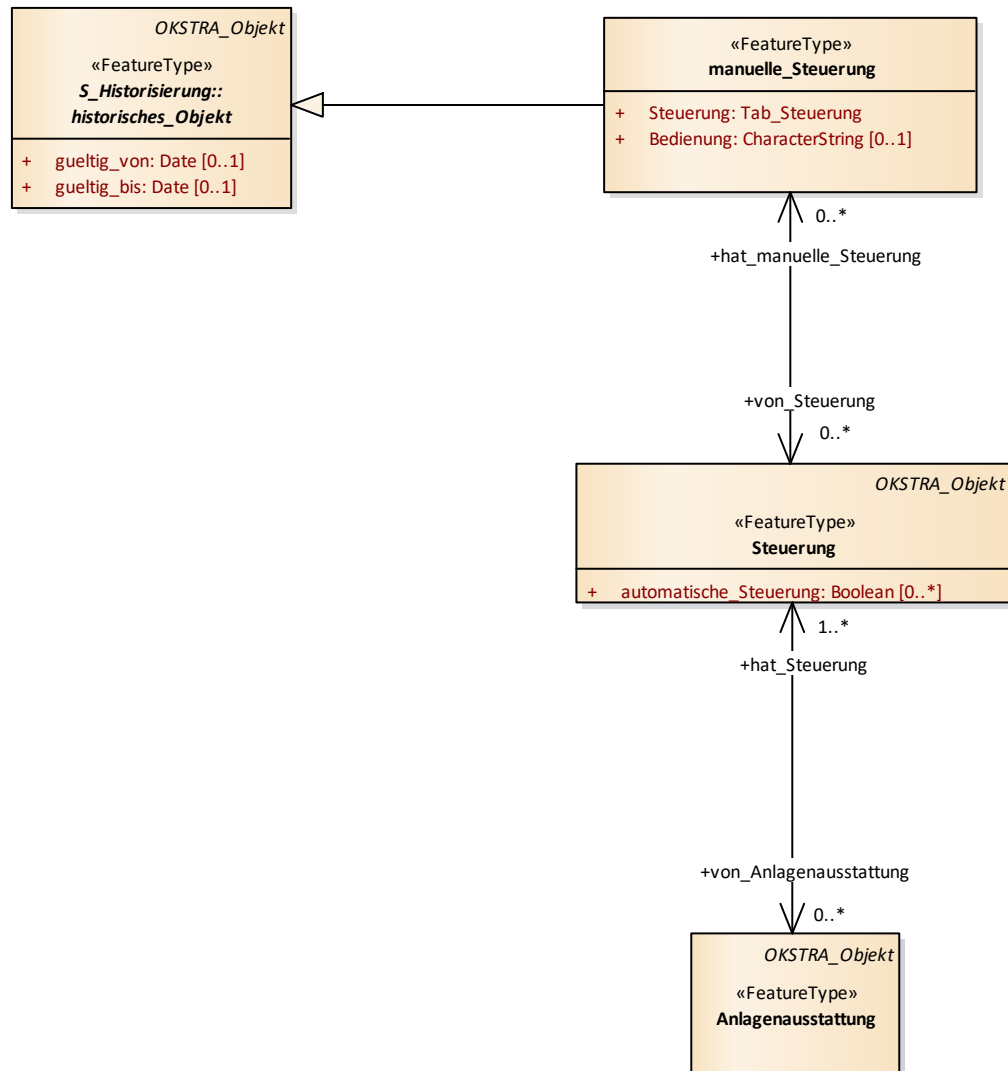 OKSTRA_Objekt
«FeatureType»
S_Historisierung::
historisches_Objekt
+ gueltig_von: Date [0..1]
+ gueltig_bis: Date [0..1]
«FeatureType»
manuelle_Steuerung
+ Steuerung: Tab_Steuerung
+ Bedienung: CharacterString [0..1]
0..*
+hat_manuelle_Steuerung
+von_Steuerung
0..*
OKSTRA_Objekt
«FeatureType»
Steuerung
+ automatische_Steuerung: Boolean [0..*]
1..*
+hat_Steuerung
+von_Anlagenausstattung
0..*
OKSTRA_Objekt
«FeatureType»
Anlagenausstattung